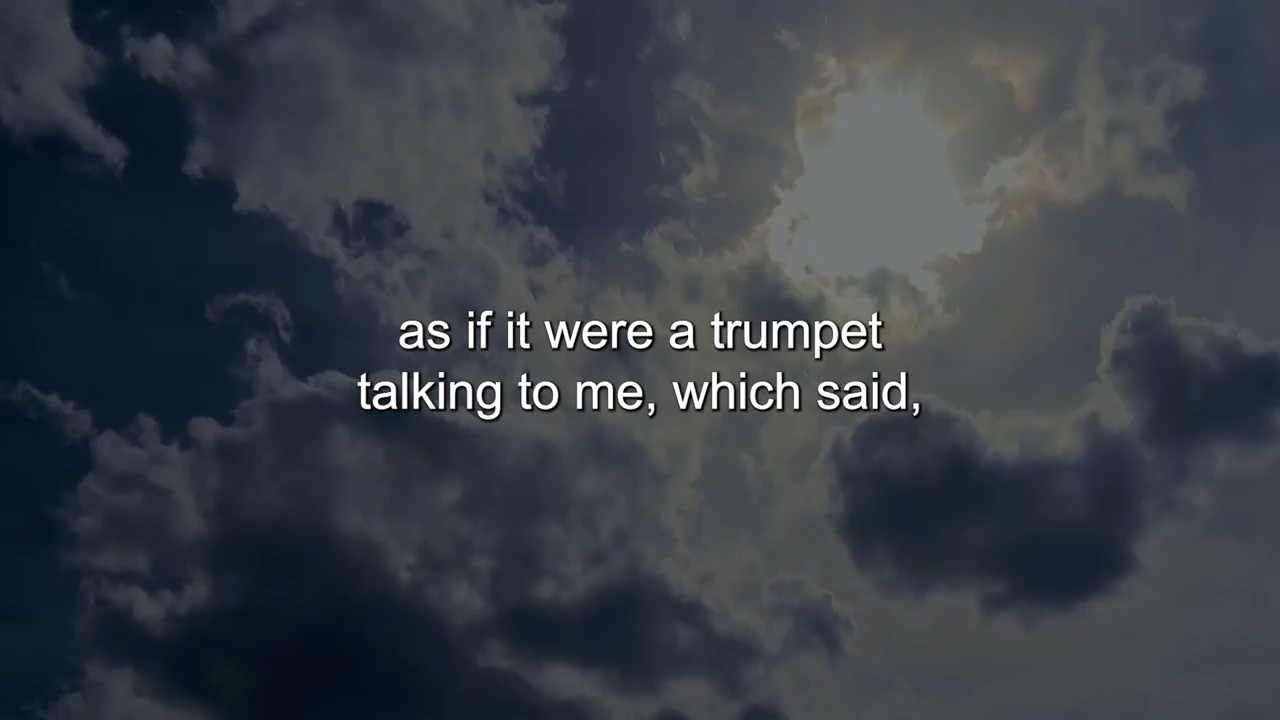 as if it were a trumpet
talking to me, which said,